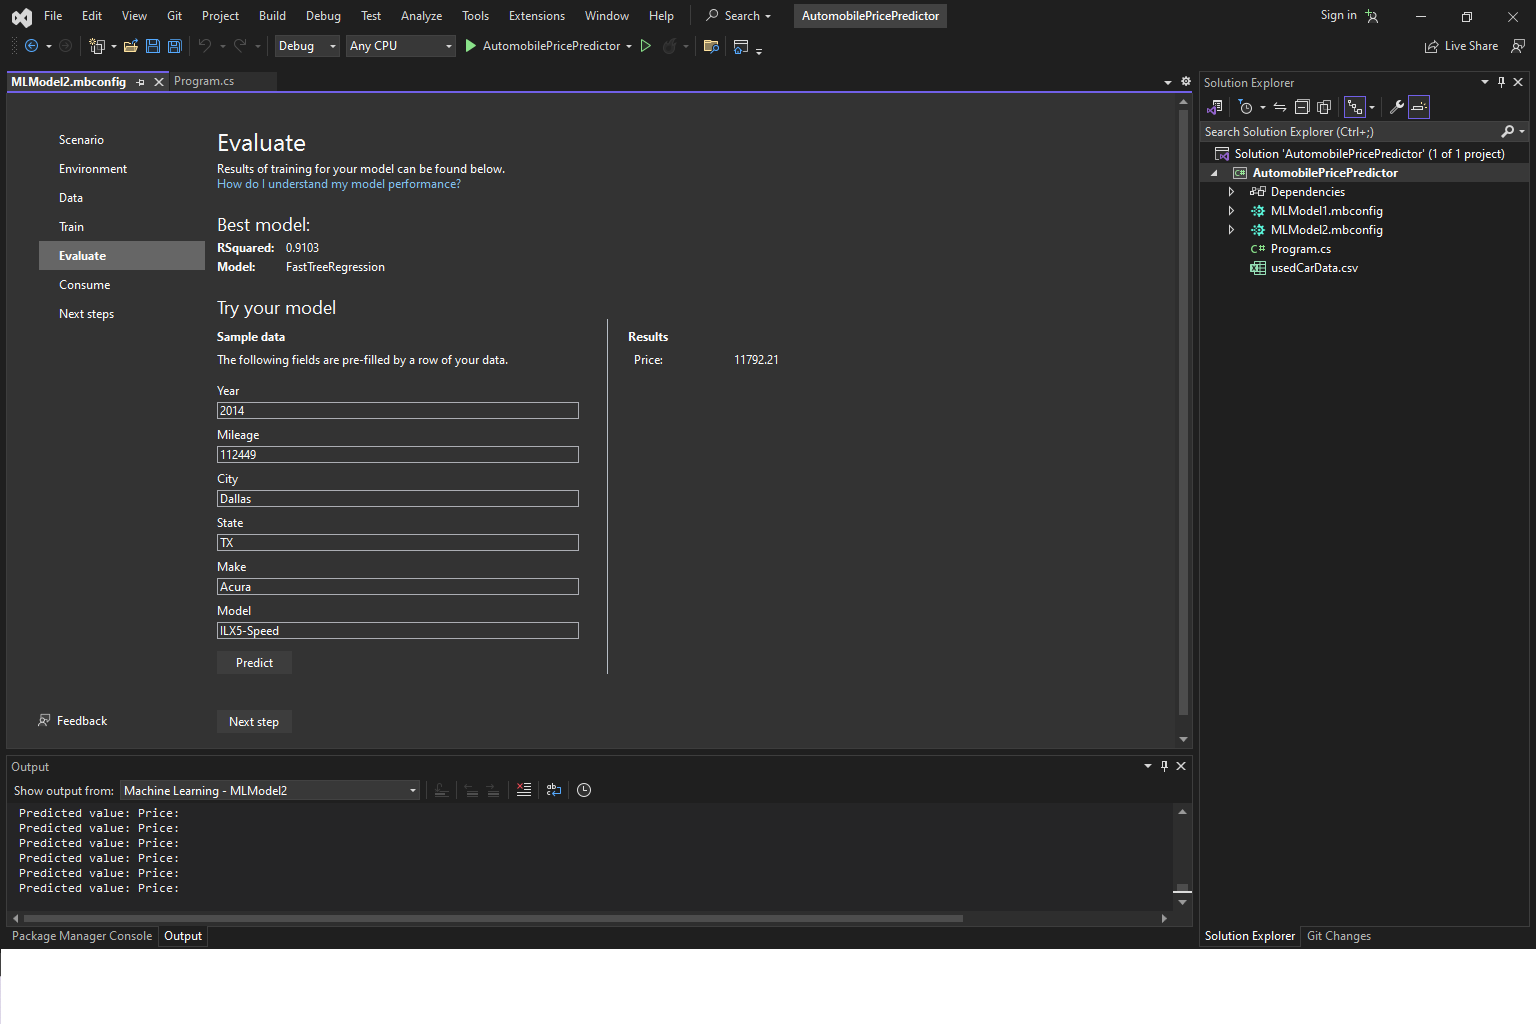 File Edit View Git Project Build Debug Test Analyze Tools Extensions Window Help Search AutomobilePricePredictor Sign in
Debug Any CPU AutomobilePricePredictor Live Share
MLModel2.mbconfig Program.cs
Scenario
Environment
Data
Train
Evaluate
Consume
Next steps
Feedback
Evaluate
Results of training for your model can be found below.
How do I understand my model performance?
Best model:
RSquared: 0.9103
Model: FastTreeRegression
Try your model
Sample data
The following fields are pre-filled by a row of your data.
Year
2014
Mileage
112449
City
Dallas
State
TX
Make
Acura
Model
ILX5-Speed
Predict
Next step
Results
Price: 11792.21
Output
Show output from: Machine Learning - MLModel2
Predicted value: Price:
Predicted value: Price:
Predicted value: Price:
Predicted value: Price:
Predicted value: Price:
Predicted value: Price:
Package Manager Console Output
Solution Explorer
Search Solution Explorer (Ctrl+;)
Solution 'AutomobilePricePredictor' (1 of 1 project)
C# AutomobilePricePredictor
Dependencies
MLModel1.mbconfig
MLModel2.mbconfig
C# Program.cs
usedCarData.csv
Solution Explorer Git Changes